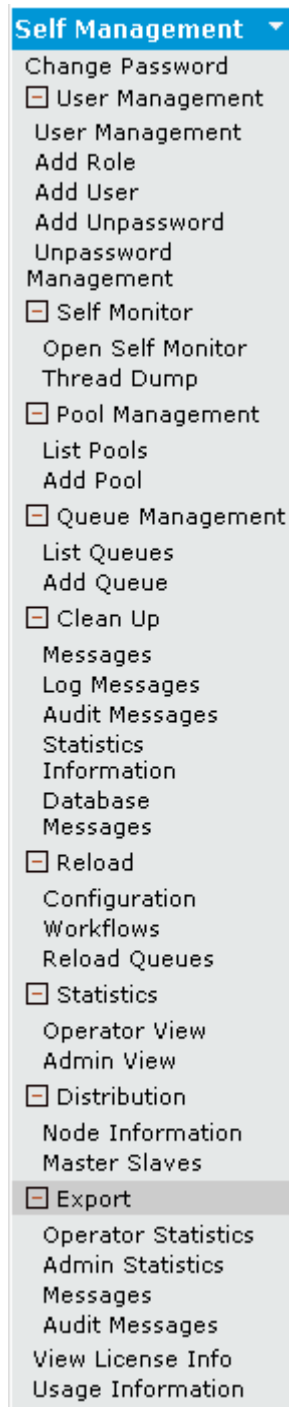 Self Management
Change Password
User Management
User Management
Add Role
Add User
Add Unpassword
Unpassword
Management
Self Monitor
Open Self Monitor
Thread Dump
Pool Management
List Pools
Add Pool
Queue Management
List Queues
Add Queue
Clean Up
Messages
Log Messages
Audit Messages
Statistics
Information
Database
Messages
Reload
Configuration
Workflows
Reload Queues
Statistics
Operator View
Admin View
Distribution
Node Information
Master Slaves
Export
Operator Statistics
Admin Statistics
Messages
Audit Messages
View License Info
Usage Information